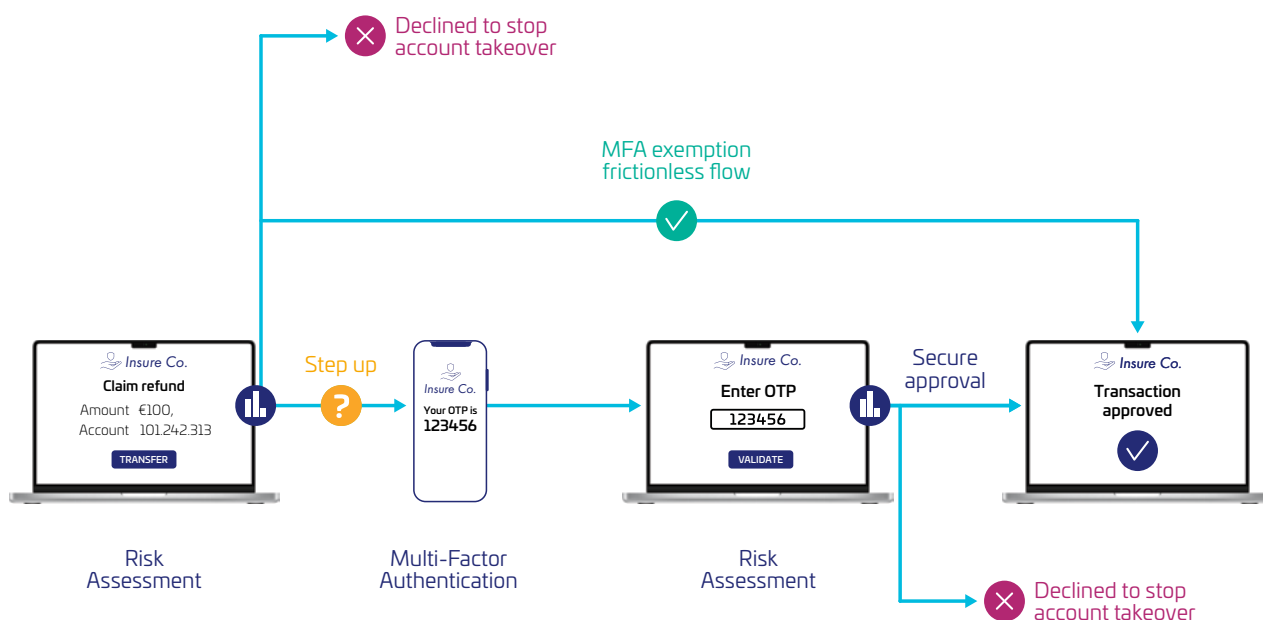 Declined to stop
account takeover
MFA exemption
frictionless flow
Insure Co.
Claim refund
Amount €100,
Account 101.242.313
TRANSFER
Step up
?
Insure Co.
Your OTP is
123456
Insure Co.
Enter OTP
123456
VALIDATE
Secure
approval
Insure Co.
Transaction
approved
Risk
Assessment
Multi-Factor
Authentication
Risk
Assessment
Declined to stop
account takeover